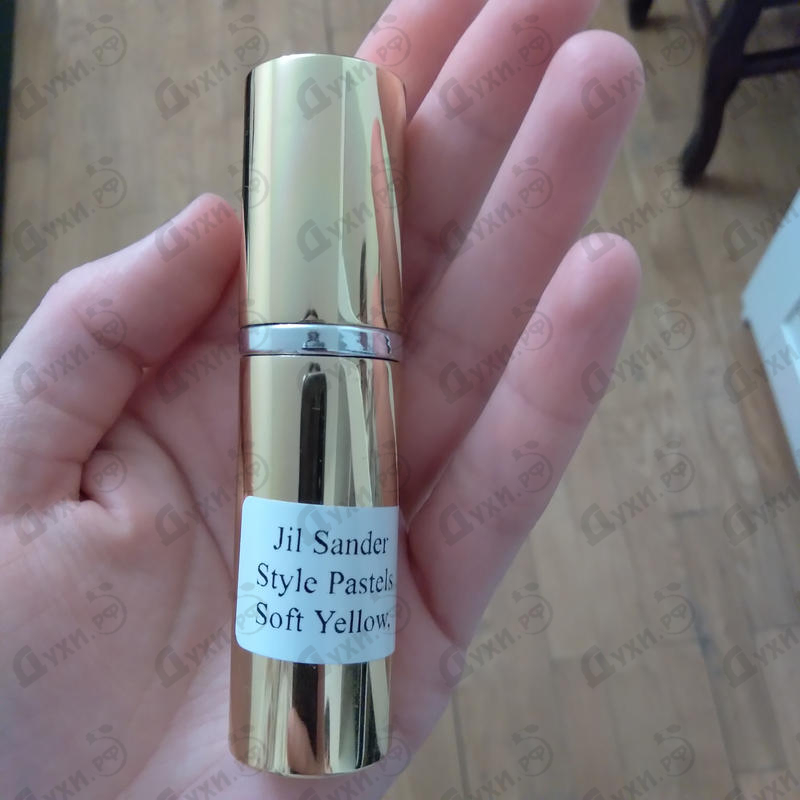 Jil Sander
Style Pastels
Soft Yellow.
Духи.рф